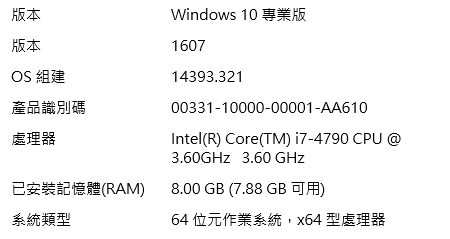 版本 Windows 10 專業版
版本 1607
OS 組建 14393.321
產品識別碼 00331-10000-00001-AA610
處理器 Intel(R) Core(TM) i7-4790 CPU @
3.60GHz 3.60 GHz
已安裝記憶體(RAM) 8.00 GB (7.88 GB 可用)
系統類型 64 位元作業系統，x64 型處理器